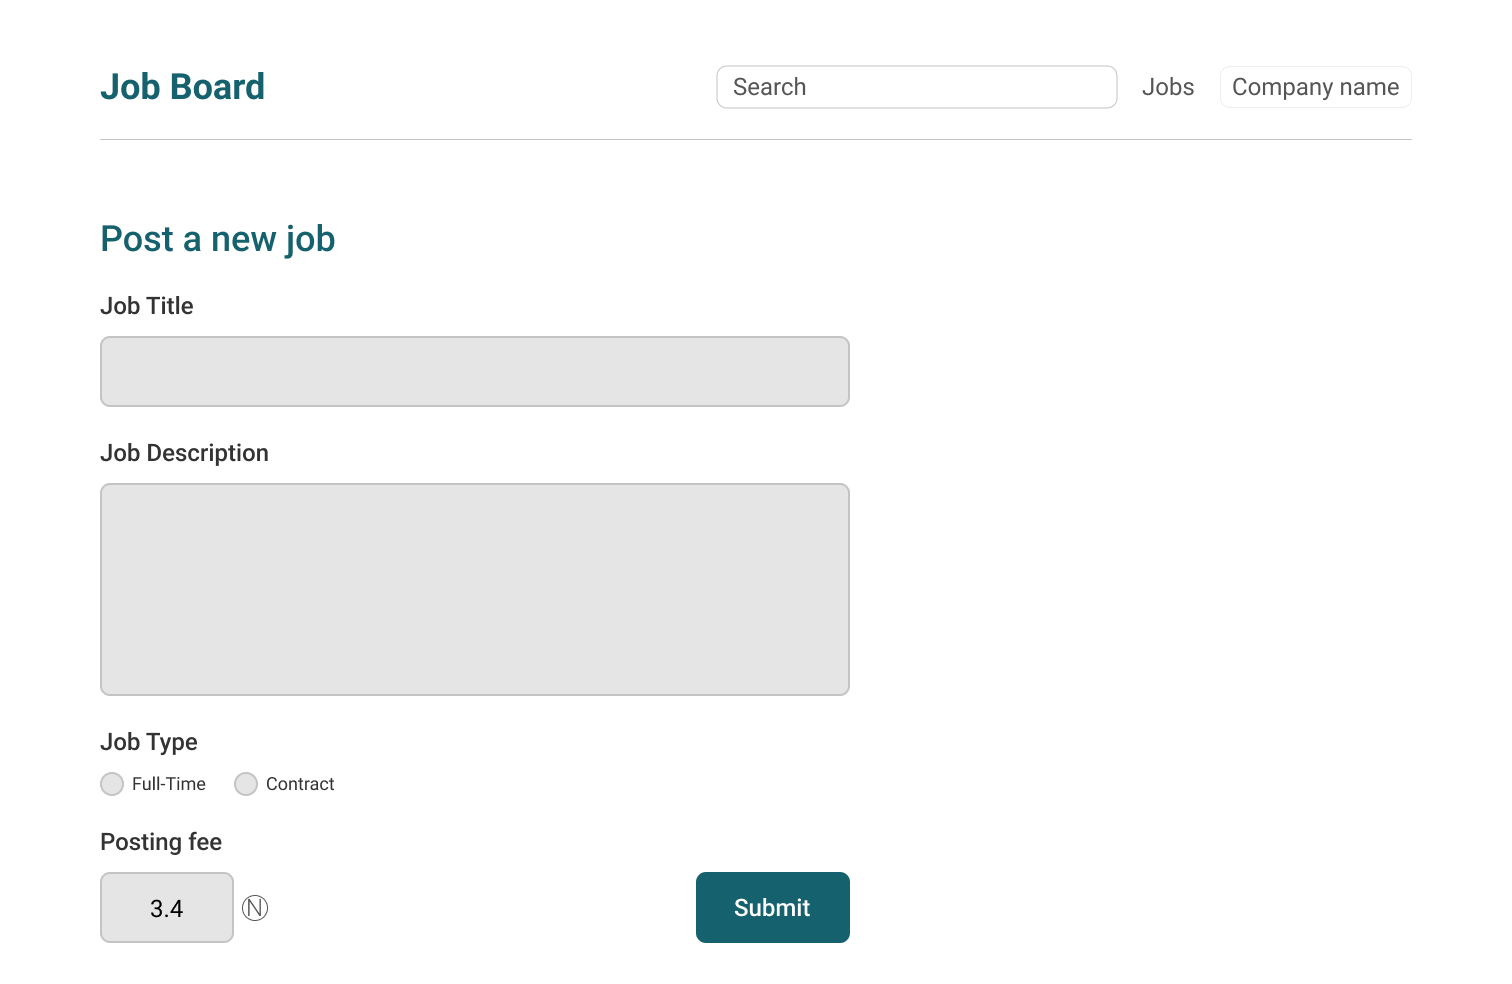 Job Board
Search
Jobs
Company name
Post a new job
Job Title
Job Description
Job Type
Full-Time
Contract
Posting fee
3.4 Ⓝ
Submit